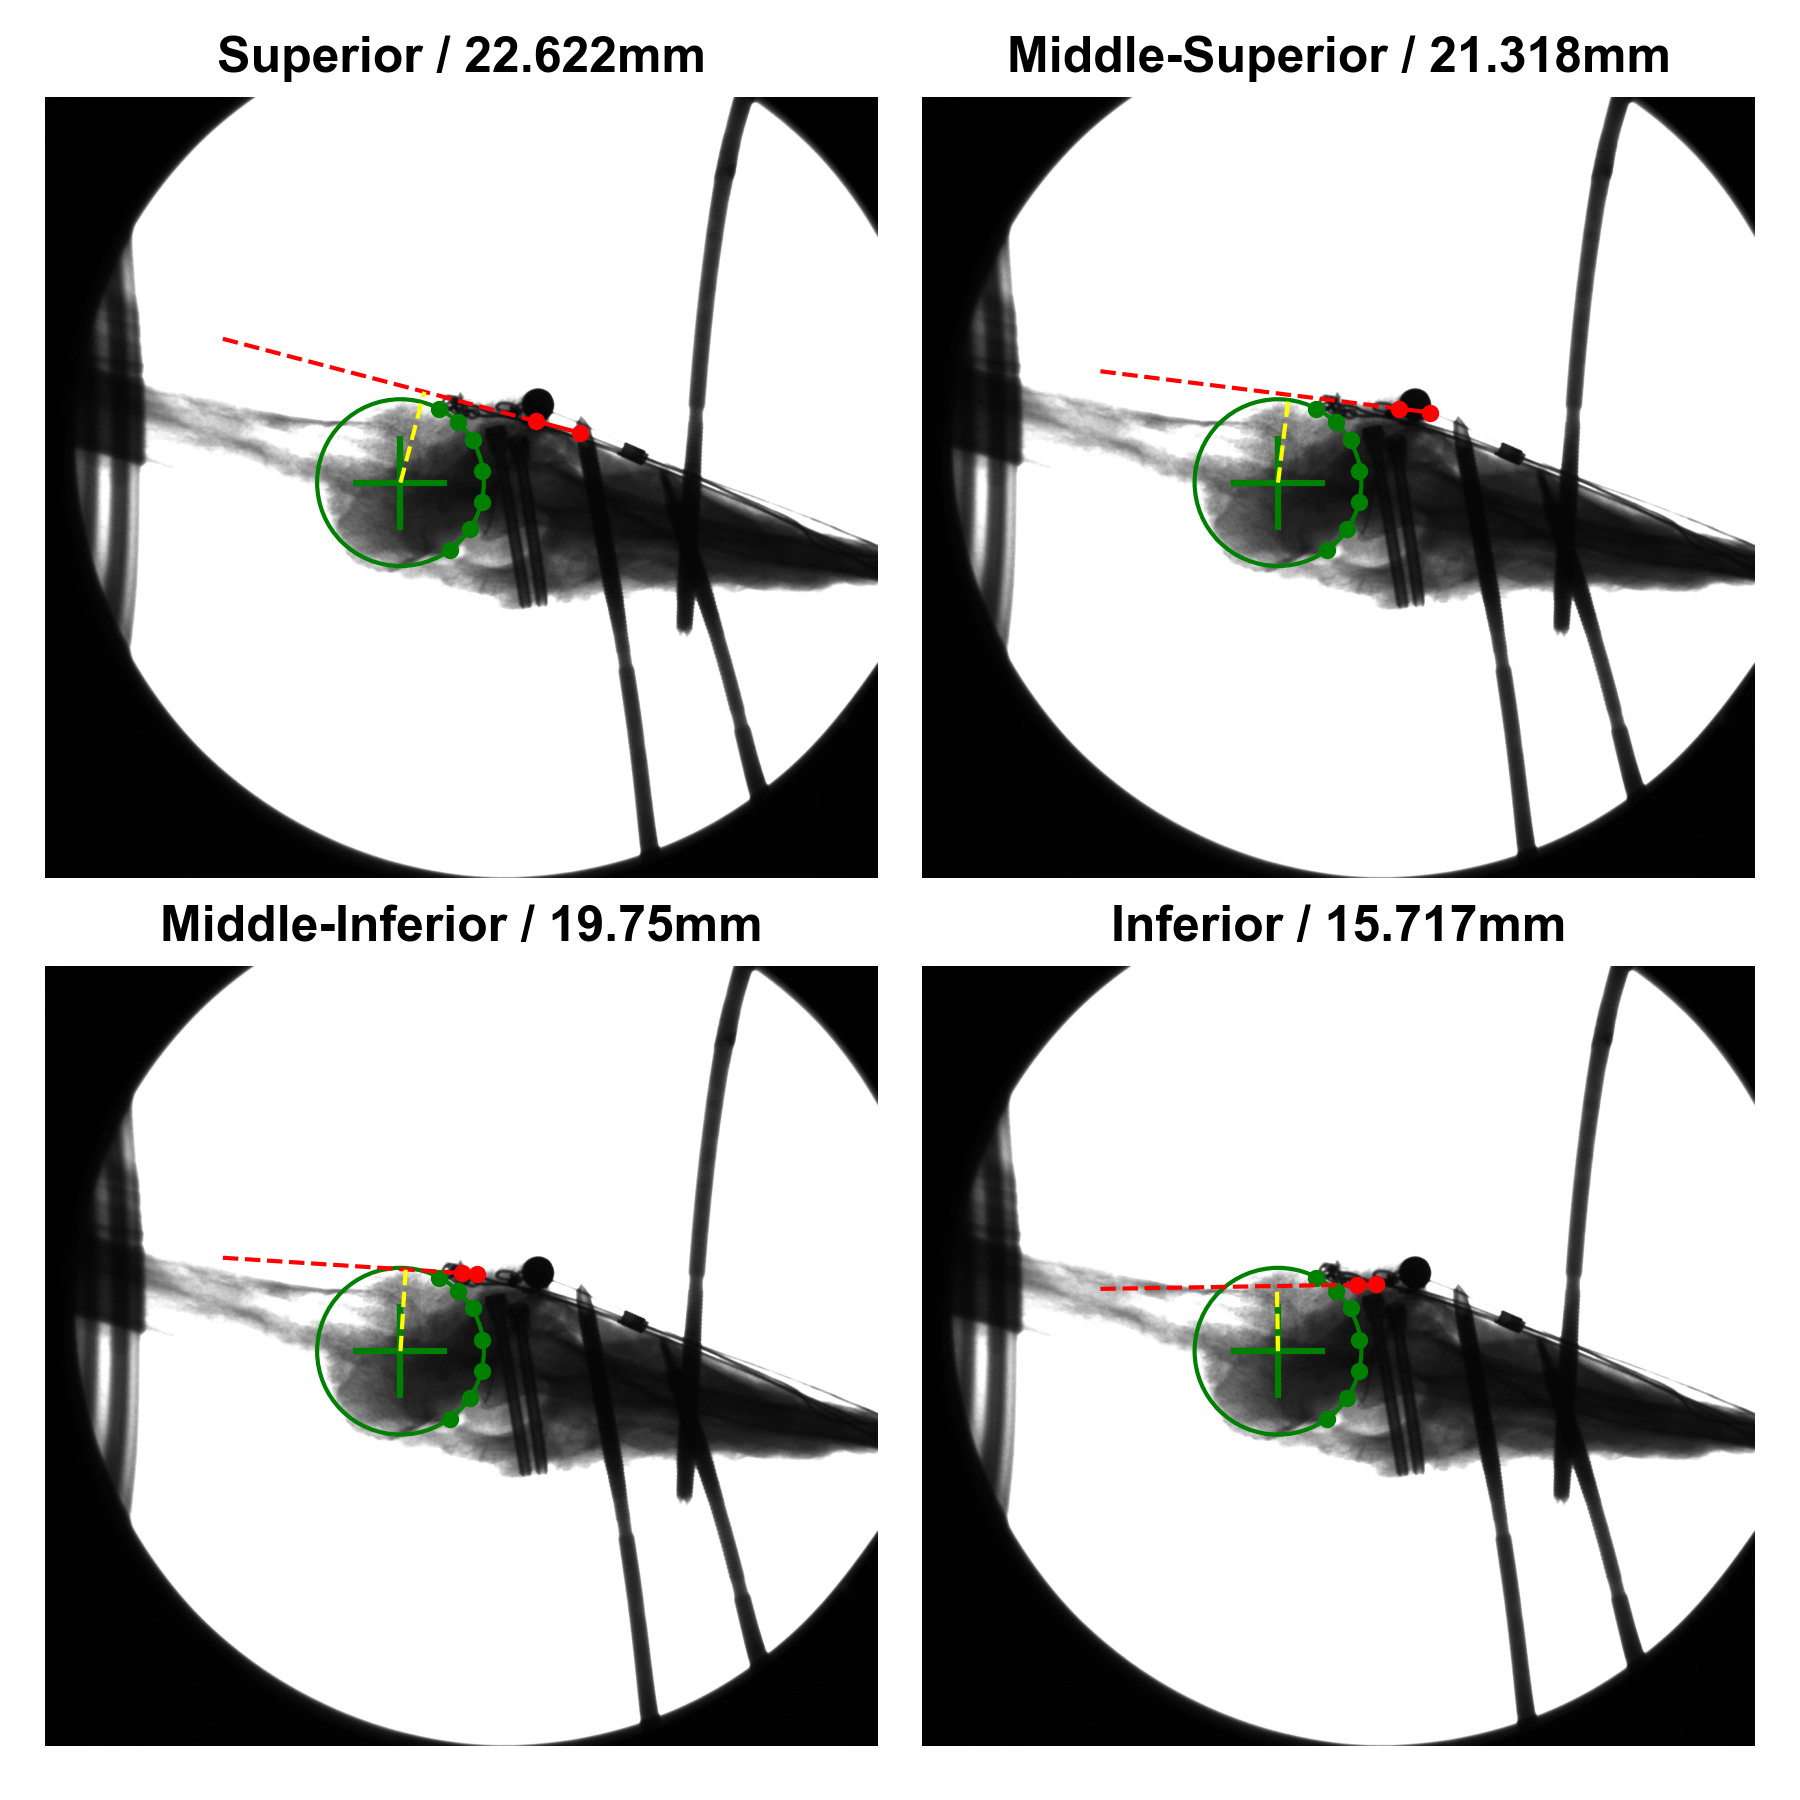 Superior / 22.622mm
Middle-Superior / 21.318mm
Middle-Inferior / 19.75mm
Inferior / 15.717mm